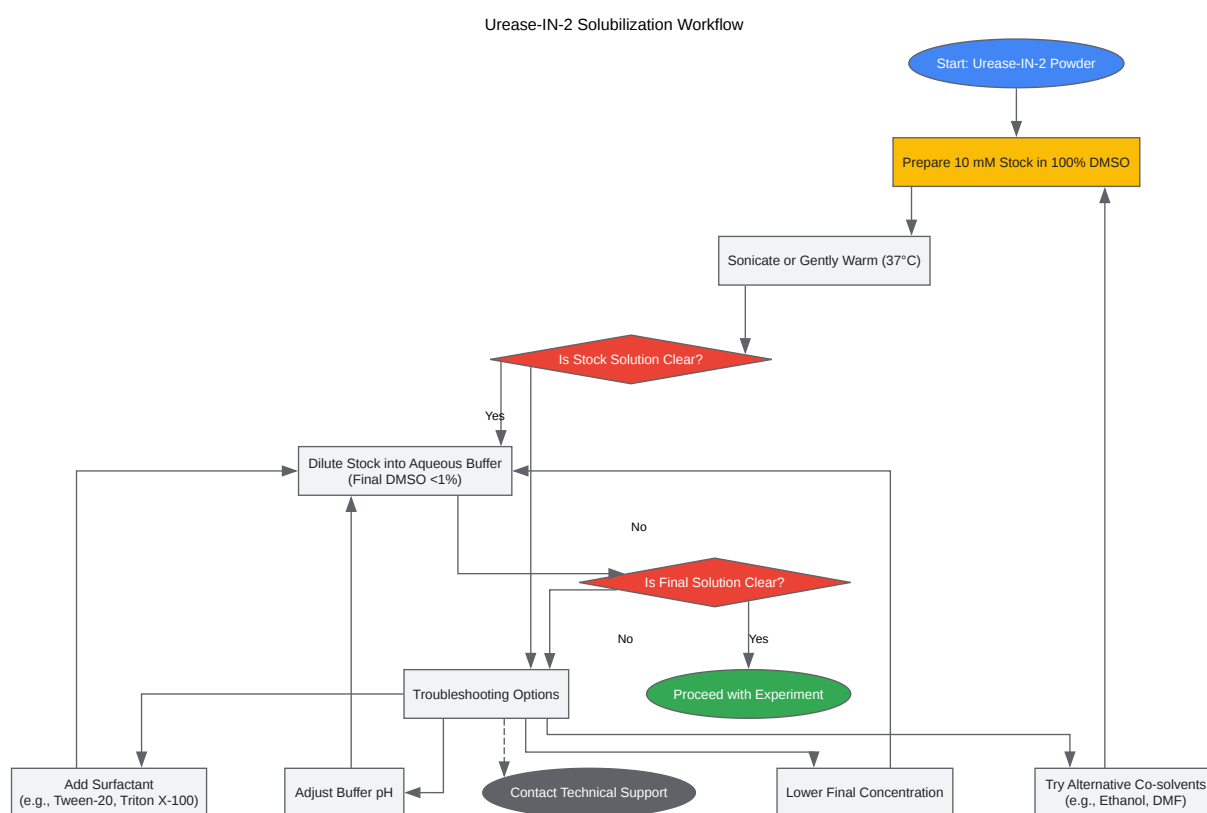 Urease-IN-2 Solubilization Workflow
Start: Urease-IN-2 Powder
Prepare 10 mM Stock in 100% DMSO
Sonicate or Gently Warm (37°C)
Is Stock Solution Clear?
Yes
Dilute Stock into Aqueous Buffer
(Final DMSO <1%)
No
Is Final Solution Clear?
No
Yes
Troubleshooting Options
Proceed with Experiment
Add Surfactant
(e.g., Tween-20, Triton X-100)
Adjust Buffer pH
Contact Technical Support
Lower Final Concentration
Try Alternative Co-solvents
(e.g., Ethanol, DMF)